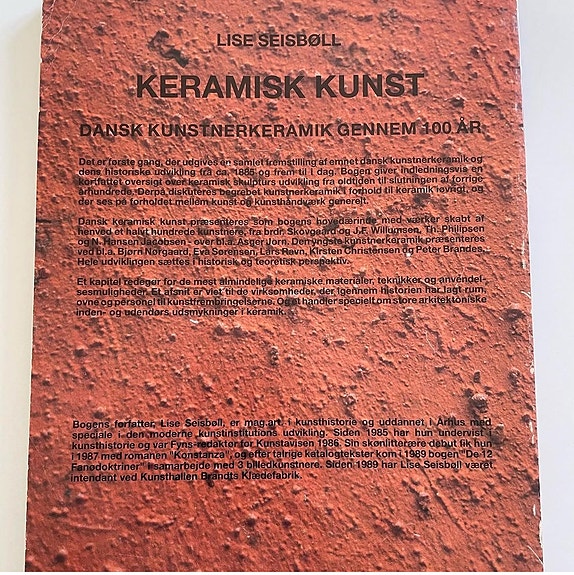 LISE SEISBØLL
KERAMISK KUNST
DANSK KUNSTNERKERAMIK GENNEM 100 ÅR
Det er første gang, der udgives en samlet fremstilling af emnet dansk kunstnerkeramik og
dens historiske udvikling fra ca. 1885 og frem til i dag. Bogen giver indledningsvis en
kortfattet oversigt over keramisk skulpturs udvikling fra oldtiden til slutningen af forrige
århundrede. Derpå diskuteres begrebet kunstnerkeramik i forhold til keramik iøvrigt, og
der ses på forholdet mellem kunst og kunsthåndværk generelt.
Dansk keramisk kunst præsenteres som bogens hovedærinde med værker skabt af
henved et halvt hundrede kunstnere, fra brdr. Skovgaard og J.F. Willumsen, Th. Philipsen
og N. Hansen Jacobsen - over bl.a. Asger Jorn. Den yngste kunstnerkeramik præsenteres
ved bl.a. Bjørn Nørgaard, Eva Sørensen, Lars Ravn, Kirsten Christensen og Peter Brandes.
Hele udviklingen sættes i historisk og teoretisk perspektiv.
Et kapitel redegør for de mest almindelige keramiske materialer, teknikker og anvendel-
sesmuligheder. Et afsnit er viet til de virksomheder, der igennem historien har lagt rum,
ovne og personel til kunstfrembringelserne. Og et handler specielt om store arkitektoniske
inden- og udendørs udsmykninger i keramik.
Bogens forfatter, Lise Seisbøll, er mag.art. i kunsthistorie og uddannet i Århus med
speciale i den moderne kunstinstitutions udvikling. Siden 1985 har hun undervist i
kunsthistorie og var Fyns-redaktør for Kunstavisen 1986. Sin skønlitterære debut fik hun
i 1987 med romanen "Konstanza", og efter talrige katalogtekster kom i 1989 bogen "De 12
Fanødoktriner" i samarbejde med 3 billedkunstnere. Siden 1989 har Lise Seisbøll været
intendant ved Kunsthallen Brandts Klædefabrik.